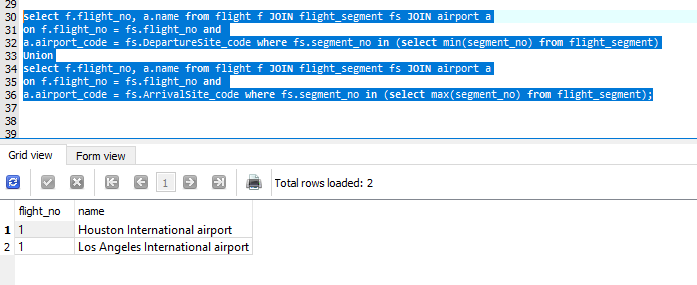 29
30 select f.flight_no, a.name from flight f JOIN flight_segment fs JOIN airport a
31 on f.flight_no = fs.flight_no and
32 a.airport_code = fs.DepartureSite_code where fs.segment_no in (select min(segment_no) from flight_segment)
33 Union
34 select f.flight_no, a.name from flight f JOIN flight_segment fs JOIN airport a
35 on f.flight_no = fs.flight_no and
36 a.airport_code = fs.ArrivalSite_code where fs.segment_no in (select max(segment_no) from flight_segment);
37
38
39
Grid view Form view
1 Total rows loaded: 2
flight_no name
1 1 Houston International airport
2 1 Los Angeles International airport